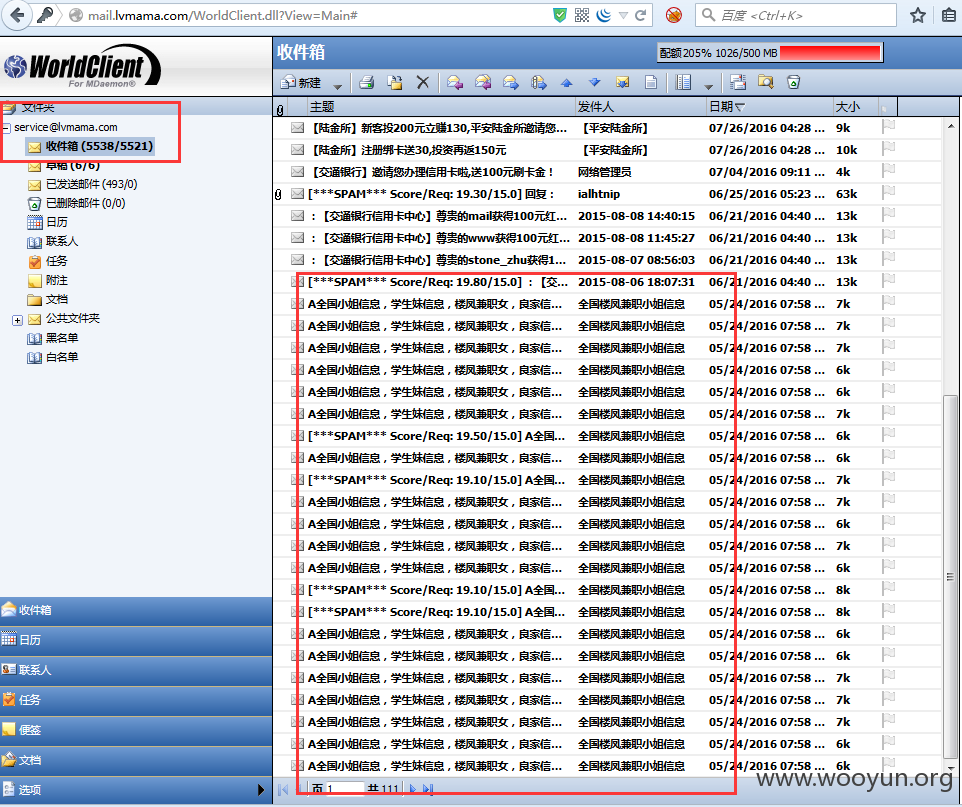 mail.lvmama.com/WorldClient.dll?View=Main#
百度 <Ctrl+K>
WorldClient
For MDaemon®
收件箱
配额205% 1026/500 MB
新建
文件夹
service@lvmama.com
收件箱 (5538/5521)
草稿 (6/6)
已发送邮件 (493/0)
已删除邮件 (0/0)
日历
联系人
任务
附注
文档
公共文件夹
黑名单
白名单
收件箱
日历
联系人
任务
便签
文档
选项
主题 发件人 日期 大小
【陆金所】新客投200元立赚130,平安陆金所邀请您... 【平安陆金所】 07/26/2016 04:28 ... 9k
【陆金所】注册绑卡送30,投资再返150元 【平安陆金所】 07/26/2016 04:28 ... 10k
【交通银行】邀请您办理信用卡啦,送100元刷卡金！ 网络管理员 07/04/2016 09:11 ... 4k
[***SPAM*** Score/Req: 19.30/15.0] 回复： ialhtnip 06/25/2016 05:23 ... 63k
：【交通银行信用卡中心】尊贵的mail获得100元红... 2015-08-08 14:40:15 06/21/2016 04:40 ... 13k
：【交通银行信用卡中心】尊贵的www获得100元红... 2015-08-08 11:45:27 06/21/2016 04:40 ... 13k
：【交通银行信用卡中心】尊贵的stone_zhu获得1... 2015-08-07 08:56:03 06/21/2016 04:40 ... 13k
[***SPAM*** Score/Req: 19.80/15.0] ：【交... 2015-08-06 18:07:31 06/21/2016 04:40 ... 13k
A全国小姐信息，学生妹信息，楼凤兼职女，良家信... 全国楼凤兼职小姐信息 05/24/2016 07:58 ... 7k
A全国小姐信息，学生妹信息，楼凤兼职女，良家信... 全国楼凤兼职小姐信息 05/24/2016 07:58 ... 7k
A全国小姐信息，学生妹信息，楼凤兼职女，良家信... 全国楼凤兼职小姐信息 05/24/2016 07:58 ... 7k
A全国小姐信息，学生妹信息，楼凤兼职女，良家信... 全国楼凤兼职小姐信息 05/24/2016 07:58 ... 6k
A全国小姐信息，学生妹信息，楼凤兼职女，良家信... 全国楼凤兼职小姐信息 05/24/2016 07:58 ... 6k
A全国小姐信息，学生妹信息，楼凤兼职女，良家信... 全国楼凤兼职小姐信息 05/24/2016 07:58 ... 7k
[***SPAM*** Score/Req: 19.50/15.0] A全国... 全国楼凤兼职小姐信息 05/24/2016 07:58 ... 6k
A全国小姐信息，学生妹信息，楼凤兼职女，良家信... 全国楼凤兼职小姐信息 05/24/2016 07:58 ... 6k
[***SPAM*** Score/Req: 19.10/15.0] A全国... 全国楼凤兼职小姐信息 05/24/2016 07:58 ... 7k
A全国小姐信息，学生妹信息，楼凤兼职女，良家信... 全国楼凤兼职小姐信息 05/24/2016 07:58 ... 7k
A全国小姐信息，学生妹信息，楼凤兼职女，良家信... 全国楼凤兼职小姐信息 05/24/2016 07:58 ... 6k
A全国小姐信息，学生妹信息，楼凤兼职女，良家信... 全国楼凤兼职小姐信息 05/24/2016 07:58 ... 7k
A全国小姐信息，学生妹信息，楼凤兼职女，良家信... 全国楼凤兼职小姐信息 05/24/2016 07:58 ... 6k
[***SPAM*** Score/Req: 19.10/15.0] A全国... 全国楼凤兼职小姐信息 05/24/2016 07:58 ... 8k
[***SPAM*** Score/Req: 19.10/15.0] A全国... 全国楼凤兼职小姐信息 05/24/2016 07:58 ... 8k
A全国小姐信息，学生妹信息，楼凤兼职女，良家信... 全国楼凤兼职小姐信息 05/24/2016 07:58 ... 6k
A全国小姐信息，学生妹信息，楼凤兼职女，良家信... 全国楼凤兼职小姐信息 05/24/2016 07:58 ... 6k
A全国小姐信息，学生妹信息，楼凤兼职女，良家信... 全国楼凤兼职小姐信息 05/24/2016 07:58 ... 7k
A全国小姐信息，学生妹信息，楼凤兼职女，良家信... 全国楼凤兼职小姐信息 05/24/2016 07:58 ... 7k
A全国小姐信息，学生妹信息，楼凤兼职女，良家信... 全国楼凤兼职小姐信息 05/24/2016 07:58 ... 7k
A全国小姐信息，学生妹信息，楼凤兼职女，良家信... 全国楼凤兼职小姐信息 05/24/2016 07:58 ... 6k
A全国小姐信息，学生妹信息，楼凤兼职女，良家信... 全国楼凤兼职小姐信息 05/24/2016 07:58 ... 6k
页 1 共 111
www.wooyun.org